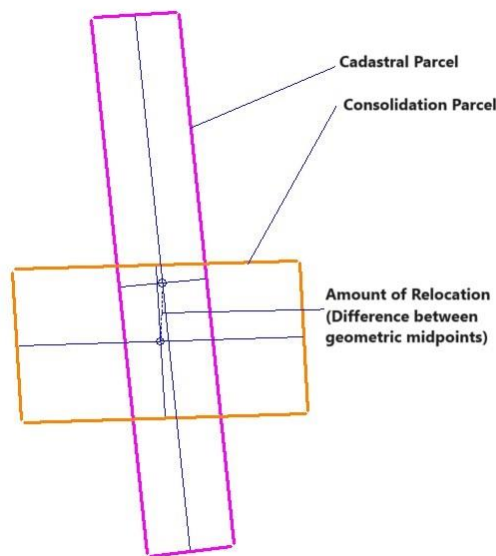 Cadastral Parcel
Consolidation Parcel
Amount of Relocation
(Difference between
geometric midpoints)